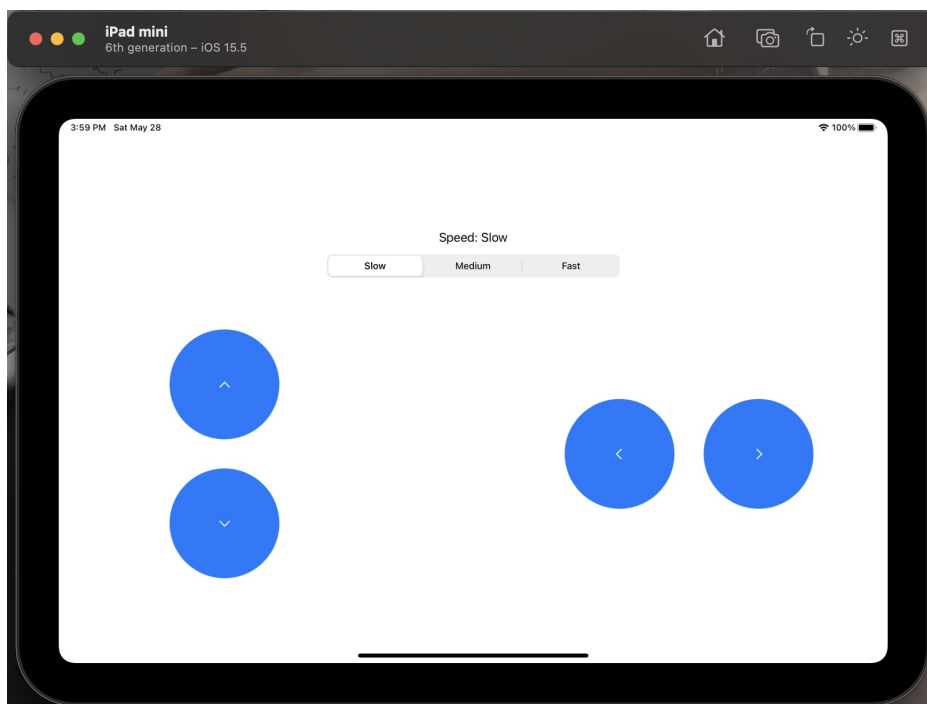 iPad mini
6th generation – iOS 15.5
3:59 PM Sat May 28
100%
Speed: Slow
Slow Medium Fast